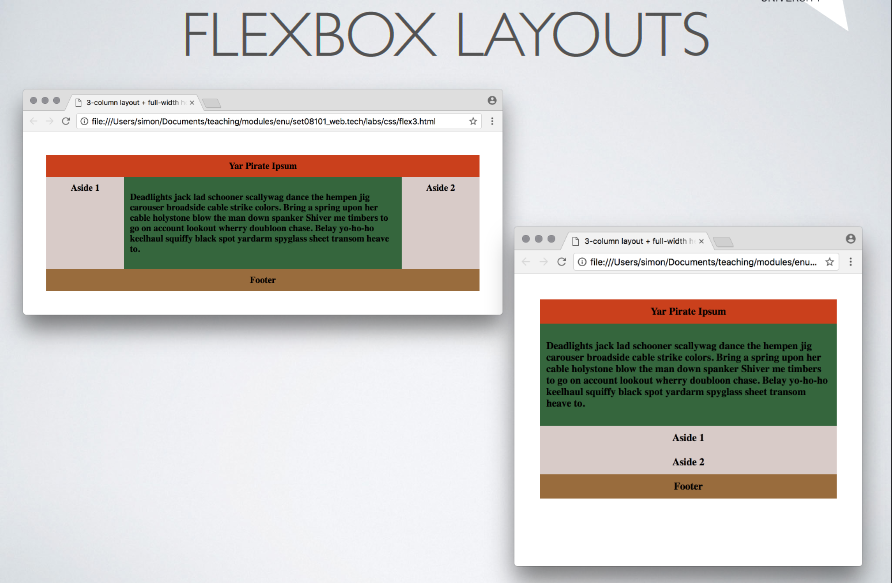 UNIVERSITY
FLEXBOX LAYOUTS
3-column layout + full-width h
file:///Users/simon/Documents/teaching/modules/enu/set08101_web.tech/labs/css/flex3.html
Yar Pirate Ipsum
Aside 1
Deadlights jack lad schooner scallywag dance the hempen jig
carouser broadside cable strike colors. Bring a spring upon her
cable holystone blow the man down spanker Shiver me timbers to
go on account lookout wherry doubloon chase. Belay yo-ho-ho
keelhaul squiffy black spot yardarm spyglass sheet transom heave
to.
Aside 2
Footer
3-column layout + full-width h
file:///Users/simon/Documents/teaching/modules/enu...
Yar Pirate Ipsum
Deadlights jack lad schooner scallywag dance the hempen jig
carouser broadside cable strike colors. Bring a spring upon her
cable holystone blow the man down spanker Shiver me timbers
to go on account lookout wherry doubloon chase. Belay yo-ho-ho
keelhaul squiffy black spot yardarm spyglass sheet transom
heave to.
Aside 1
Aside 2
Footer